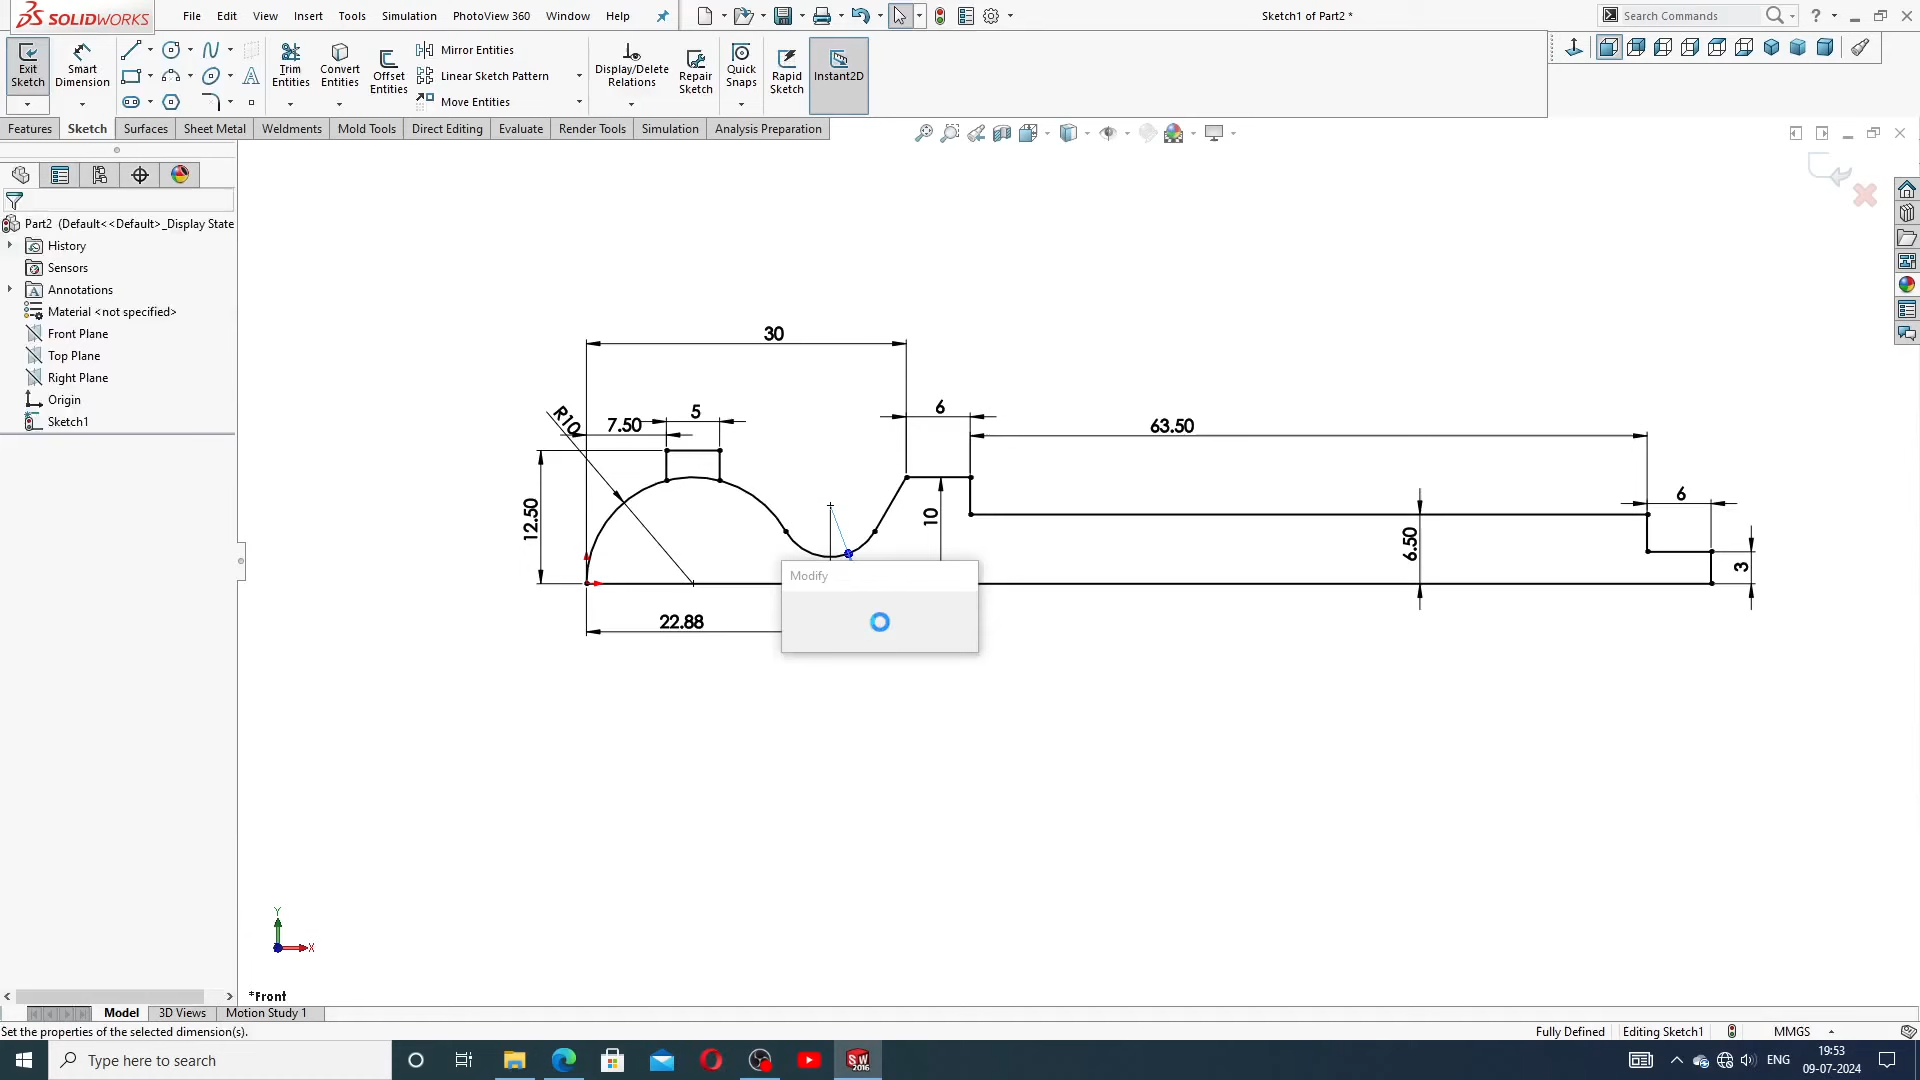 SOLIDWORKS File Edit View Insert Tools Simulation PhotoView 360 Window Help Sketch1 of Part2 * Search Commands ?
Exit Sketch
Smart Dimension
Trim Entities
Convert Entities
Offset Entities
Mirror Entities
Linear Sketch Pattern
Move Entities
Display/Delete Relations
Repair Sketch
Quick Snaps
Rapid Sketch
Instant2D
Features Sketch Surfaces Sheet Metal Weldments Mold Tools Direct Editing Evaluate Render Tools Simulation Analysis Preparation
Part2 (Default<<Default>_Display State
History
Sensors
A Annotations
Material <not specified>
Front Plane
Top Plane
Right Plane
Origin
Sketch1
30
R10
7.50
5
6
63.50
12.50
10
6.50
6
3
22.88
Modify
Y
X
*Front
Model 3D Views Motion Study 1
Set the properties of the selected dimension(s). Fully Defined Editing Sketch1 MMGS
Type here to search
SW
2016
ENG
19:53
09-07-2024